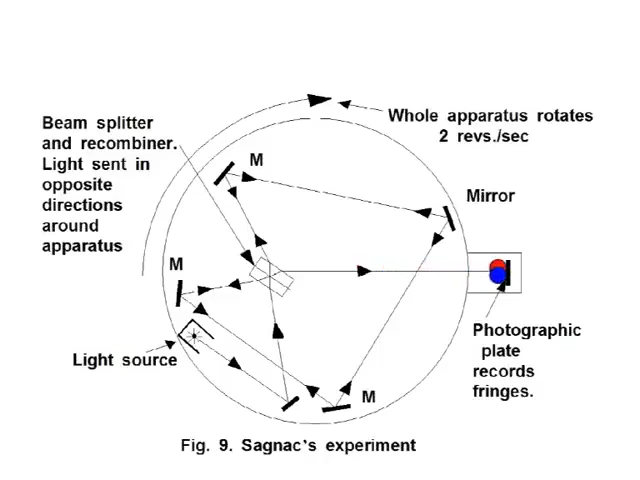 Whole apparatus rotates
2 revs./sec
Beam splitter
and recombiner.
Light sent in
opposite
directions
around
apparatus
M
Mirror
M
Light source
M
Photographic
plate
records
fringes.
Fig. 9. Sagnac's experiment